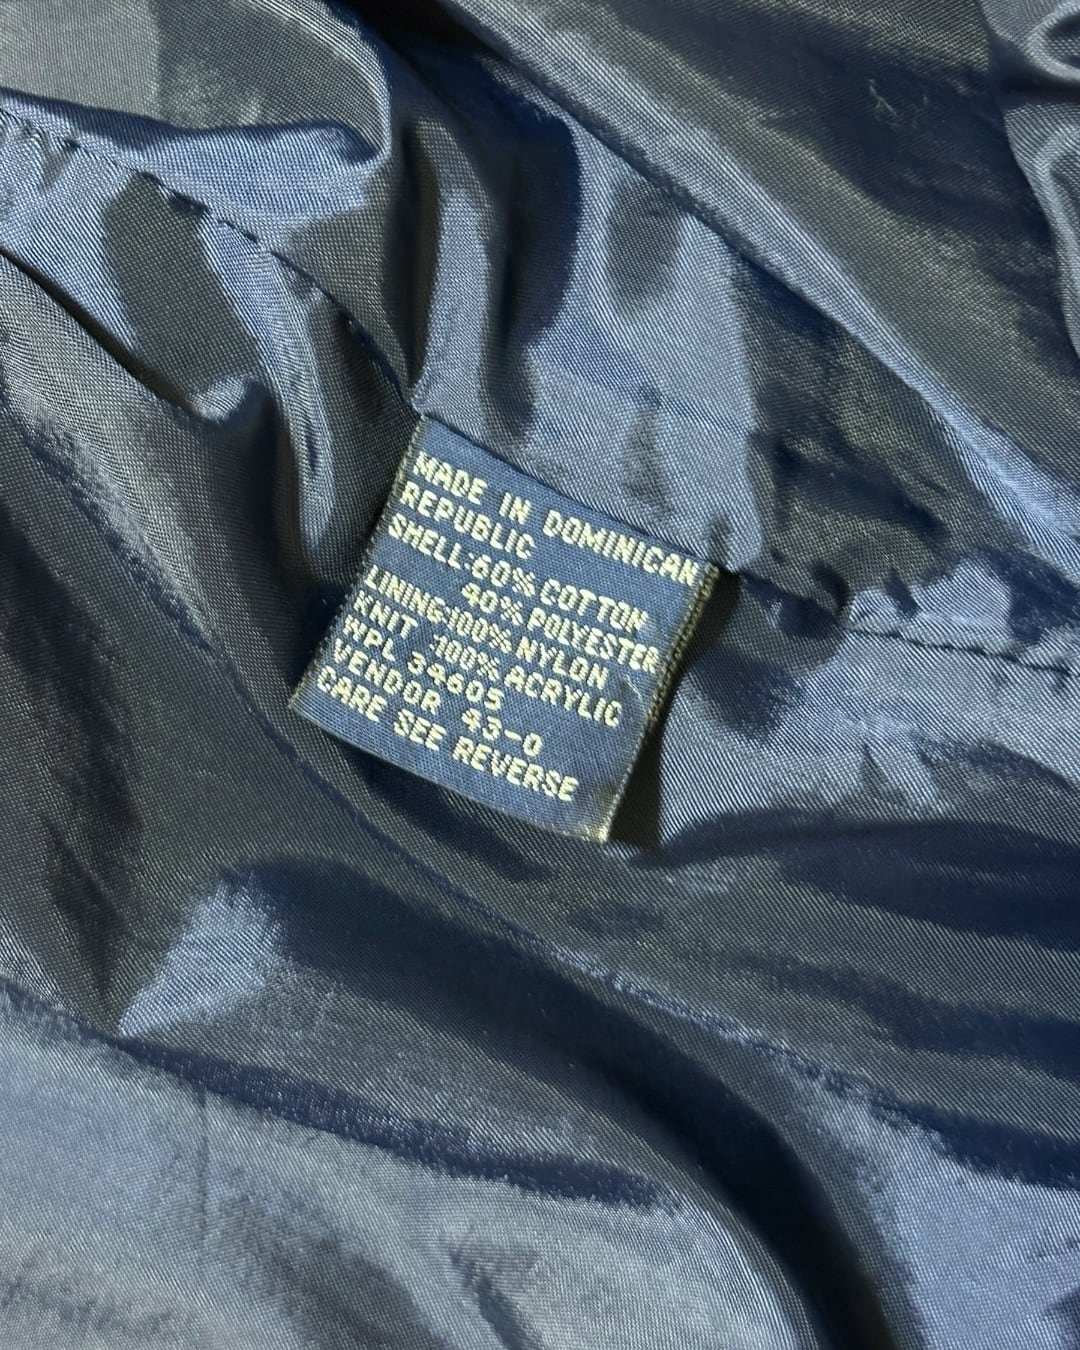 MADE IN DOMINICAN
REPUBLIC
SHELL:60% COTTON
40% POLYESTER
LINING:100% NYLON
KNIT 100% ACRYLIC
WPL 34605
VENDOR 43-0
CARE SEE REVERSE